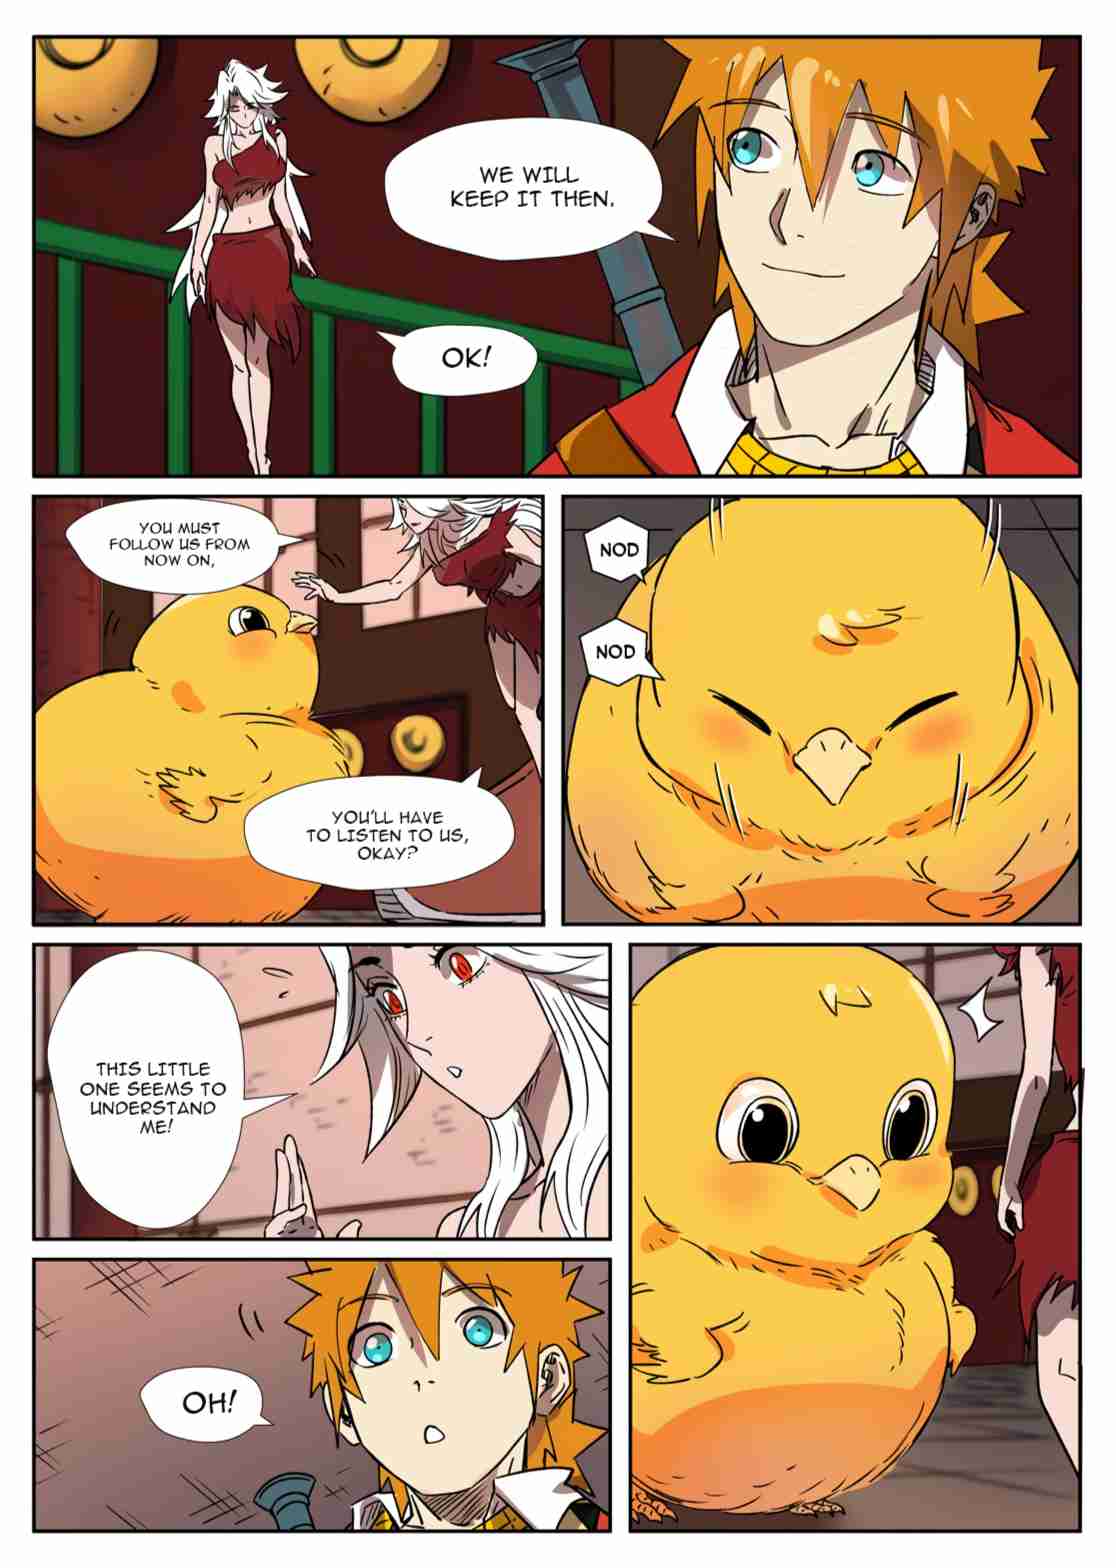 WE WILL
KEEP IT THEN.
OK!
YOU MUST
FOLLOW US FROM
NOW ON,
YOU'LL HAVE
TO LISTEN TO US,
OKAY?
NOD
NOD
THIS LITTLE
ONE SEEMS TO
UNDERSTAND
ME!
OH!